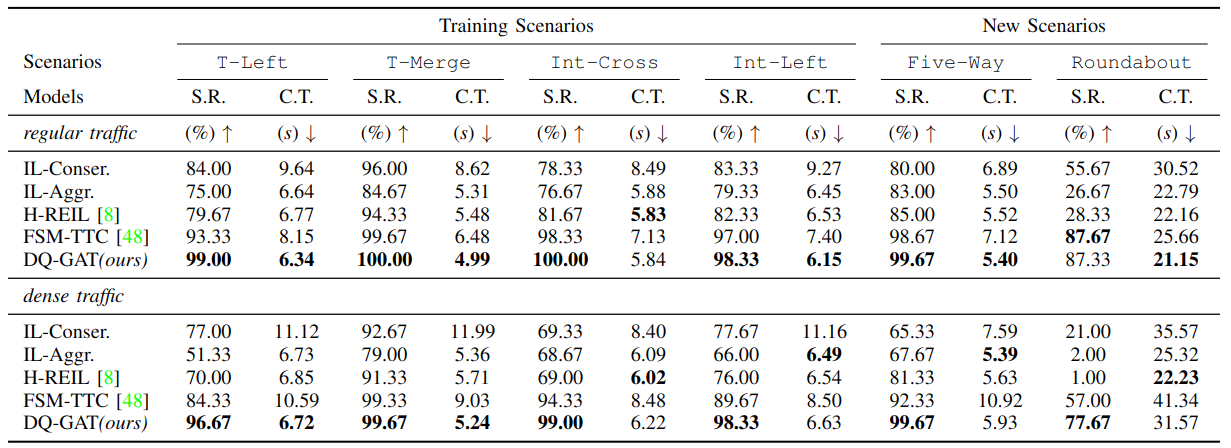 Training Scenarios New Scenarios
Scenarios T-Left T-Merge Int-Cross Int-Left Five-Way Roundabout
Models S.R. C.T. S.R. C.T. S.R. C.T. S.R. C.T. S.R. C.T. S.R. C.T.
regular traffic (%) ↑ (s) ↓ (%) ↑ (s) ↓ (%) ↑ (s) ↓ (%) ↑ (s) ↓ (%) ↑ (s) ↓ (%) ↑ (s) ↓
IL-Conser. 84.00 9.64 96.00 8.62 78.33 8.49 83.33 9.27 80.00 6.89 55.67 30.52
IL-Aggr. 75.00 6.64 84.67 5.31 76.67 5.88 79.33 6.45 83.00 5.50 26.67 22.79
H-REIL [8] 79.67 6.77 94.33 5.48 81.67 5.83 82.33 6.53 85.00 5.52 28.33 22.16
FSM-TTC [48] 93.33 8.15 99.67 6.48 98.33 7.13 97.00 7.40 98.67 7.12 87.67 25.66
DQ-GAT(ours) 99.00 6.34 100.00 4.99 100.00 5.84 98.33 6.15 99.67 5.40 87.33 21.15
dense traffic
IL-Conser. 77.00 11.12 92.67 11.99 69.33 8.40 77.67 11.16 65.33 7.59 21.00 35.57
IL-Aggr. 51.33 6.73 79.00 5.36 68.67 6.09 66.00 6.49 67.67 5.39 2.00 25.32
H-REIL [8] 70.00 6.85 91.33 5.71 69.00 6.02 76.00 6.54 81.33 5.63 1.00 22.23
FSM-TTC [48] 84.33 10.59 99.33 9.03 94.33 8.48 89.67 8.50 92.33 10.92 57.00 41.34
DQ-GAT(ours) 96.67 6.72 99.67 5.24 99.00 6.22 98.33 6.63 99.67 5.93 77.67 31.57